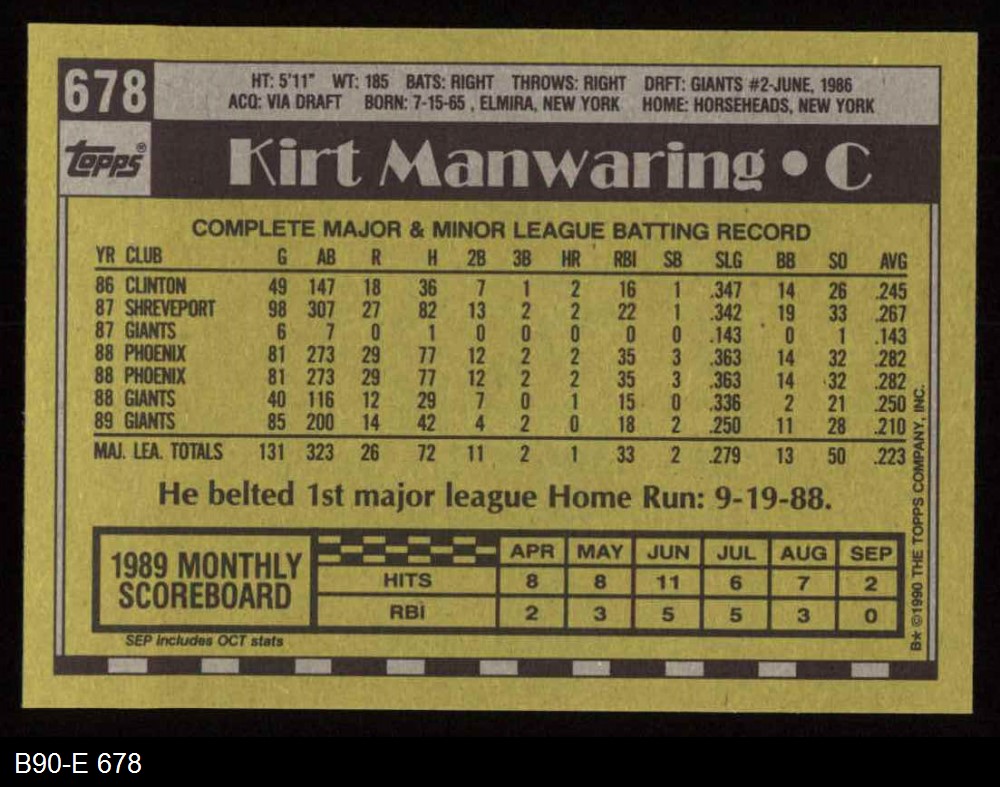 678
HT: 5'11" WT: 185 BATS: RIGHT THROWS: RIGHT DRFT: GIANTS #2-JUNE, 1986
ACQ: VIA DRAFT BORN: 7-15-65 , ELMIRA, NEW YORK HOME: HORSEHEADS, NEW YORK
TOPPS®
Kirt Manwaring • C
COMPLETE MAJOR & MINOR LEAGUE BATTING RECORD
YR CLUB G AB R H 2B 3B HR RBI SB SLG BB SO AVG
86 CLINTON 49 147 18 36 7 1 2 16 1 .347 14 26 .245
87 SHREVEPORT 98 307 27 82 13 2 2 22 1 .342 19 33 .267
87 GIANTS 6 7 0 1 0 0 0 0 0 .143 0 1 .143
88 PHOENIX 81 273 29 77 12 2 2 35 3 .363 14 32 .282
88 PHOENIX 81 273 29 77 12 2 2 35 3 .363 14 32 .282
88 GIANTS 40 116 12 29 7 0 1 15 0 .336 2 21 .250
89 GIANTS 85 200 14 42 4 2 0 18 2 .250 11 28 .210
MAJ. LEA. TOTALS 131 323 26 72 11 2 1 33 2 .279 13 50 .223
He belted 1st major league Home Run: 9-19-88.
1989 MONTHLY
SCOREBOARD
APR MAY JUN JUL AUG SEP
HITS 8 8 11 6 7 2
RBI 2 3 5 5 3 0
SEP includes OCT stats
B* ©1990 THE TOPPS COMPANY, INC.
B90-E 678